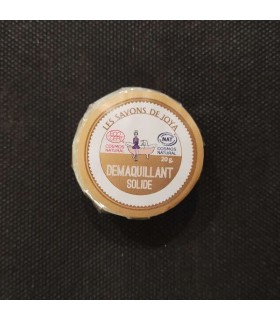 LES SAVONS DE JOYA
COSMOS
NATURAL
NAT
COSMOS
NATURAL
20 g.
DEMAQUILLANT
SOLIDE